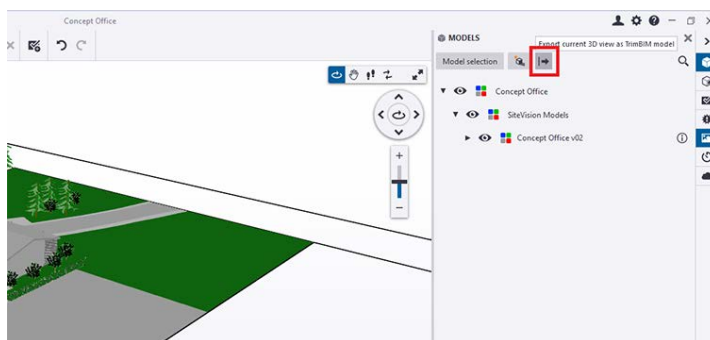 Concept Office
MODELS
Export current 3D view as TrimBIM model
Model selection
Concept Office
SiteVision Models
Concept Office v02